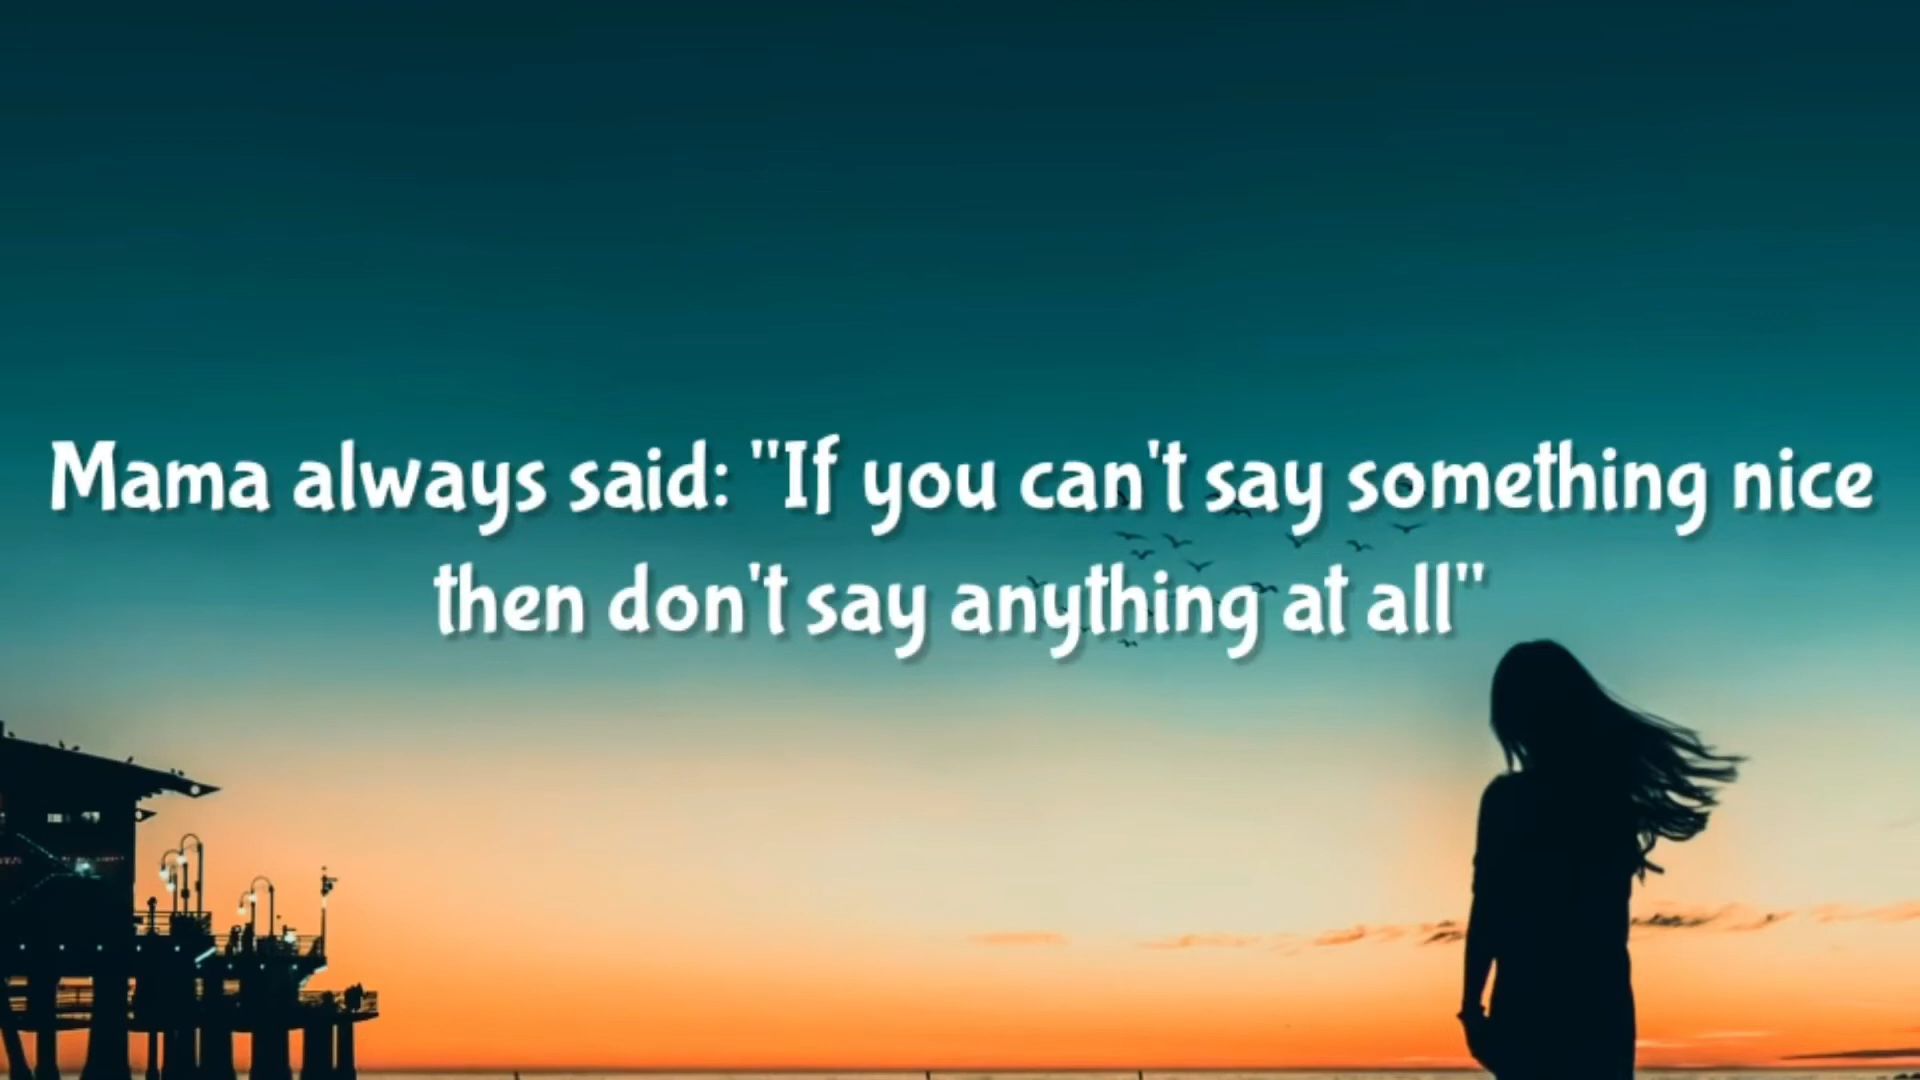 Mama always said: "If you can't say something nice
then don't say anything at all"